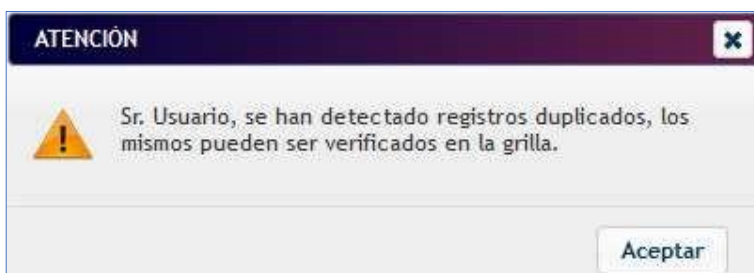 ATENCIÓN
Sr. Usuario, se han detectado registros duplicados, los
mismos pueden ser verificados en la grilla.
Aceptar